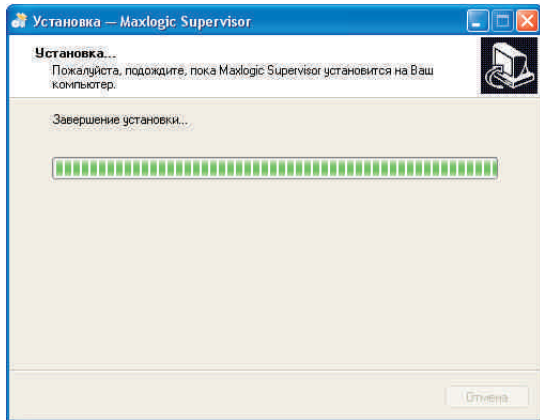 Установка — Maxlogic Supervisor
Установка...
Пожалуйста, подождите, пока Maxlogic Supervisor установится на Ваш
компьютер.
Завершение установки...
Отмена